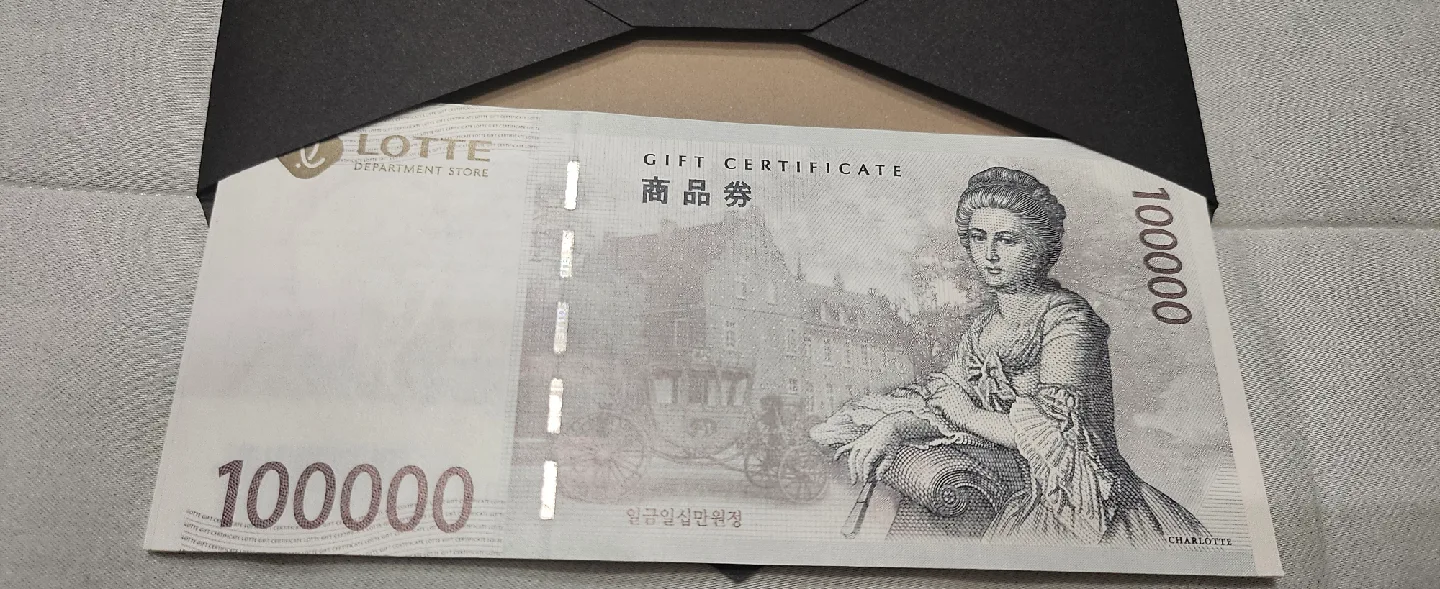 LOTTE
DEPARTMENT STORE
GIFT CERTIFICATE
商品券
100000
100000
일금일십만원정
CHARLOTTE